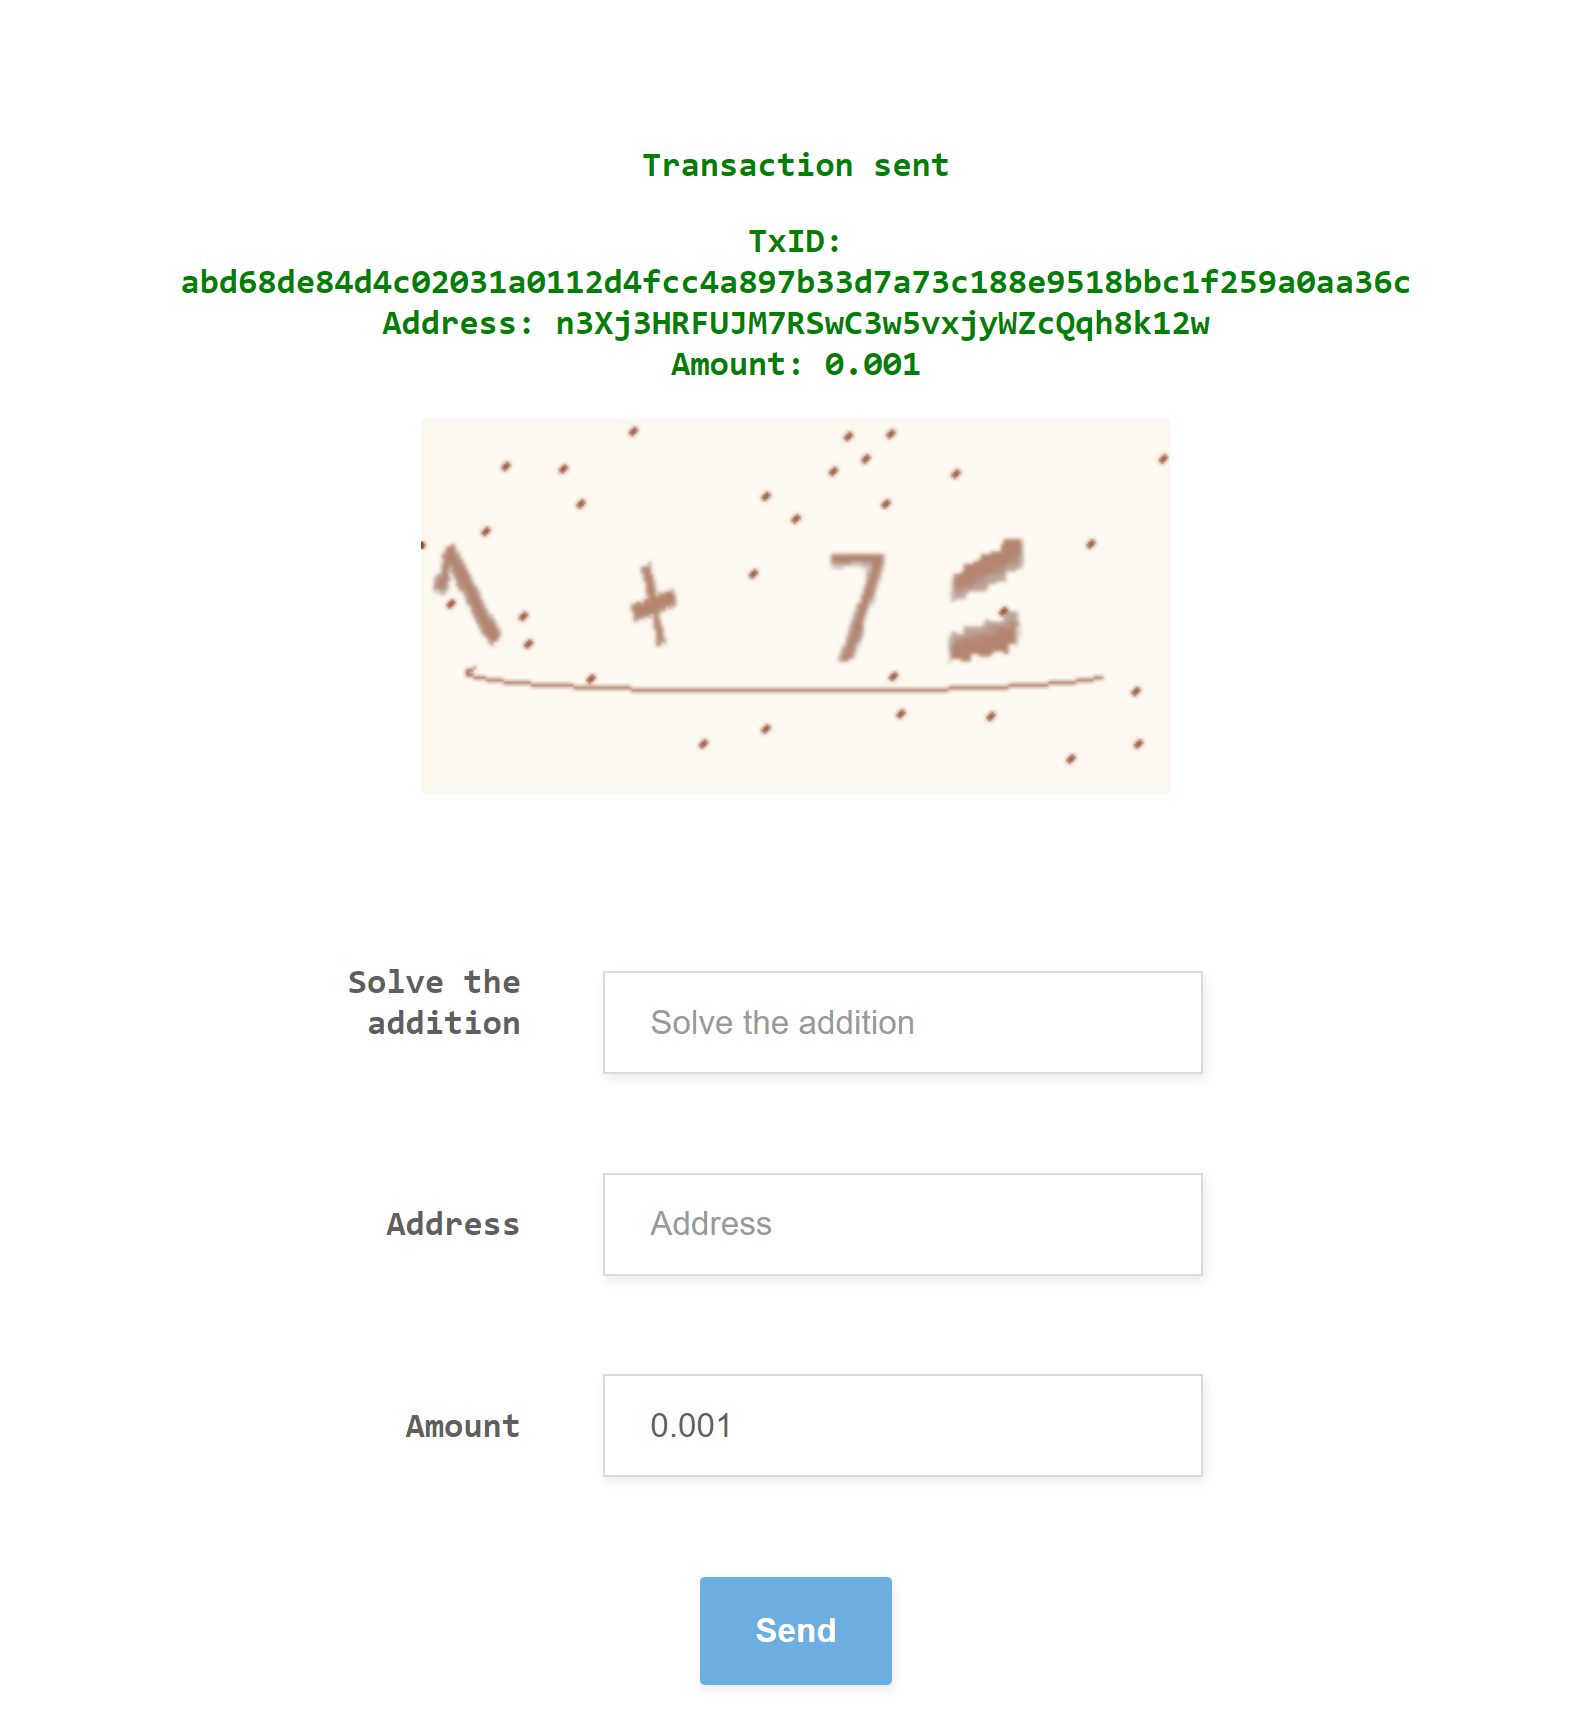 Transaction sent
TxID:
abd68de84d4c02031a0112d4fcc4a897b33d7a73c188e9518bbc1f259a0aa36c
Address: n3Xj3HRFUJM7RSwC3w5vxjyWZcQqh8k12w
Amount: 0.001
1 + 7 =
Solve the
addition
Solve the addition
Address
Address
Amount
0.001
Send